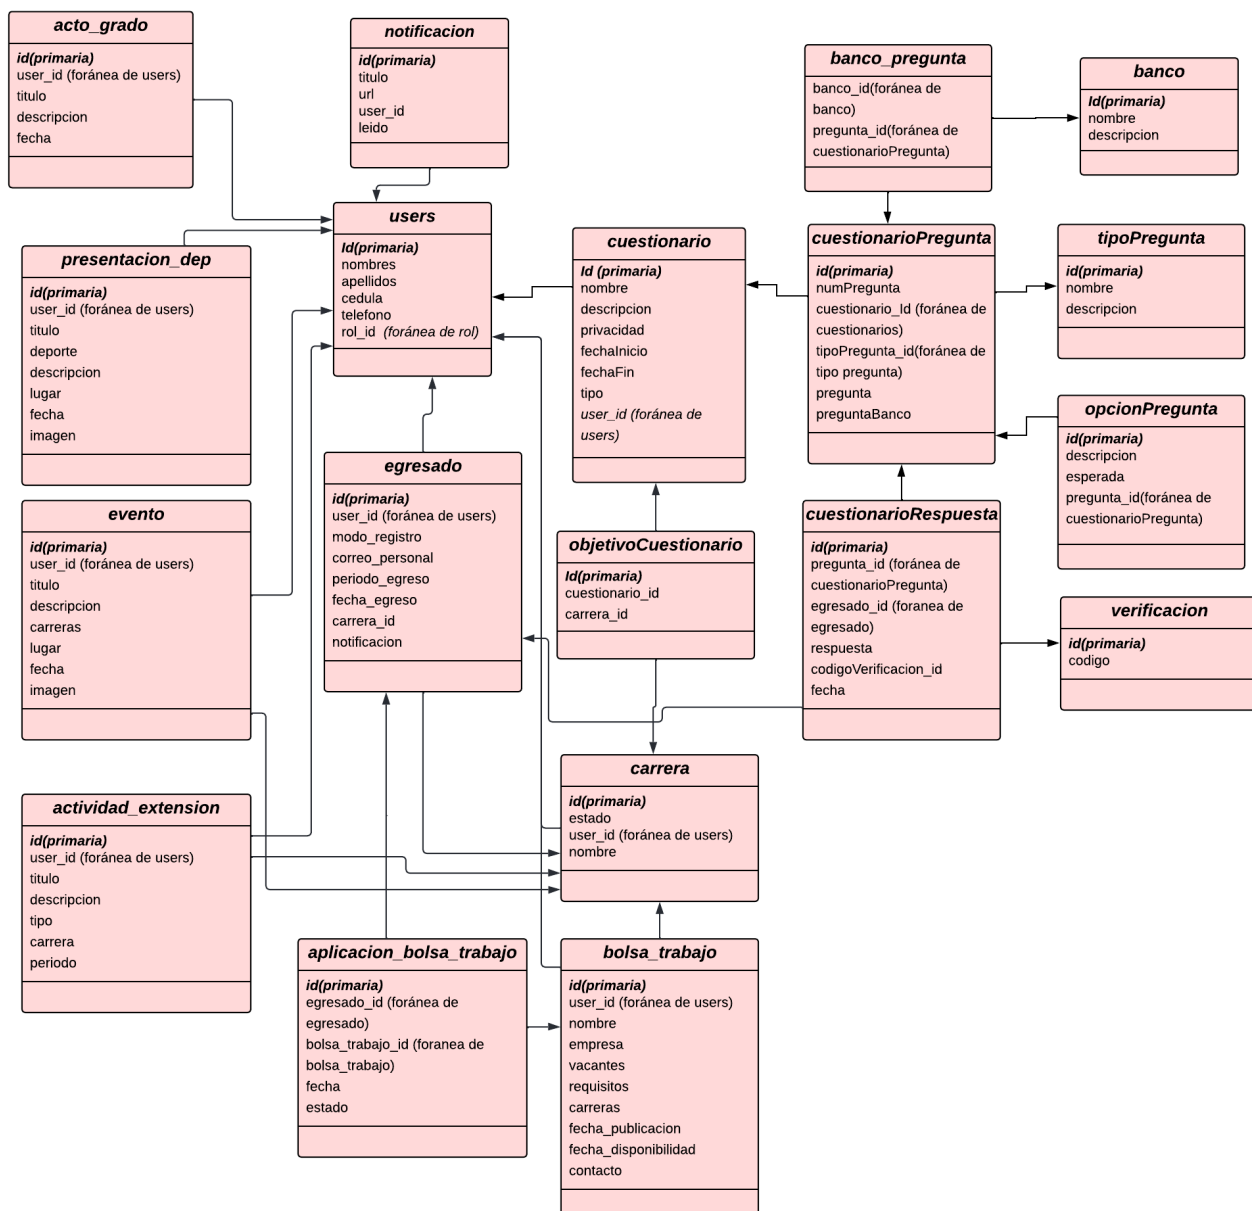 acto_grado
id(primaria)
user_id (foránea de users)
titulo
descripcion
fecha
notificacion
id(primaria)
titulo
url
user_id
leido
banco_pregunta
banco_id(foránea de
banco)
pregunta_id(foránea de
cuestionarioPregunta)
banco
Id(primaria)
nombre
descripcion
users
Id(primaria)
nombres
apellidos
cedula
telefono
rol_id (foránea de rol)
presentacion_dep
id(primaria)
user_id (foránea de users)
titulo
deporte
descripcion
lugar
fecha
imagen
cuestionario
Id (primaria)
nombre
descripcion
privacidad
fechaInicio
fechaFin
tipo
user_id (foránea de
users)
cuestionarioPregunta
id(primaria)
numPregunta
cuestionario_Id (foránea de
cuestionarios)
tipoPregunta_id(foránea de
tipo pregunta)
pregunta
preguntaBanco
tipoPregunta
id(primaria)
nombre
descripcion
opcionPregunta
id(primaria)
descripcion
esperada
pregunta_id(foránea de
cuestionarioPregunta)
egresado
id(primaria)
user_id (foránea de users)
modo_registro
correo_personal
periodo_egreso
fecha_egreso
carrera_id
notificacion
evento
id(primaria)
user_id (foránea de users)
titulo
descripcion
carreras
lugar
fecha
imagen
objetivoCuestionario
Id(primaria)
cuestionario_id
carrera_id
cuestionarioRespuesta
id(primaria)
pregunta_id (foránea de
cuestionarioPregunta)
egresado_id (foranea de
egresado)
respuesta
codigoVerificacion_id
fecha
verificacion
id(primaria)
codigo
carrera
id(primaria)
estado
user_id (foránea de users)
nombre
actividad_extension
id(primaria)
user_id (foránea de users)
titulo
descripcion
tipo
carrera
periodo
aplicacion_bolsa_trabajo
id(primaria)
egresado_id (foránea de
egresado)
bolsa_trabajo_id (foranea de
bolsa_trabajo)
fecha
estado
bolsa_trabajo
id(primaria)
user_id (foránea de users)
nombre
empresa
vacantes
requisitos
carreras
fecha_publicacion
fecha_disponibilidad
contacto